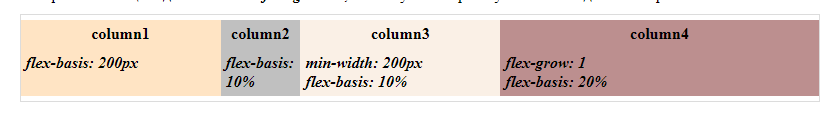 column1
flex-basis: 200px
column2
flex-basis:
10%
column3
min-width: 200px
flex-basis: 10%
column4
flex-grow: 1
flex-basis: 20%